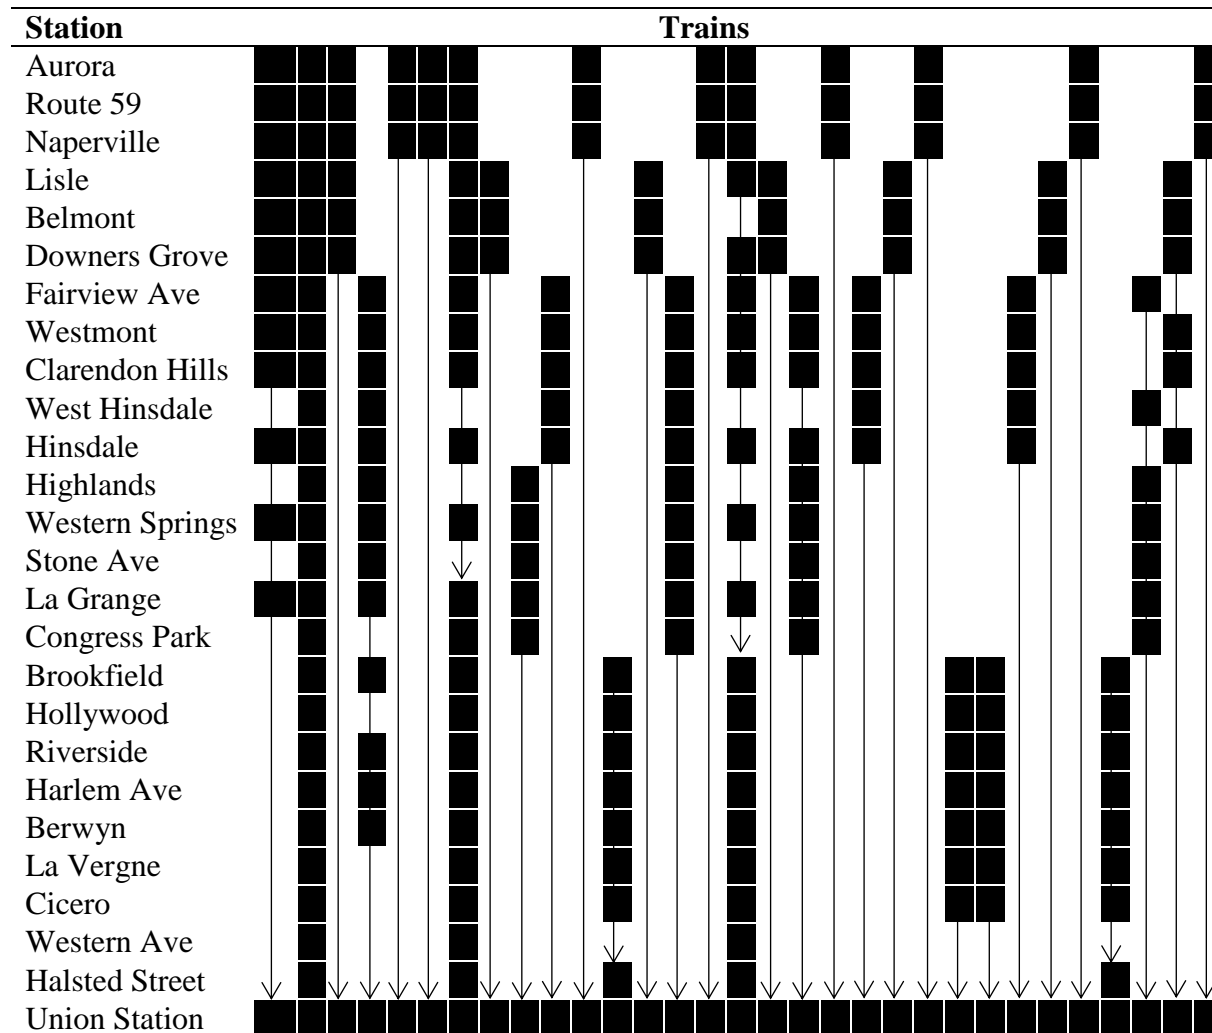 Station Trains
Aurora
Route 59
Naperville
Lisle
Belmont
Downers Grove
Fairview Ave
Westmont
Clarendon Hills
West Hinsdale
Hinsdale
Highlands
Western Springs
Stone Ave
La Grange
Congress Park
Brookfield
Hollywood
Riverside
Harlem Ave
Berwyn
La Vergne
Cicero
Western Ave
Halsted Street
Union Station